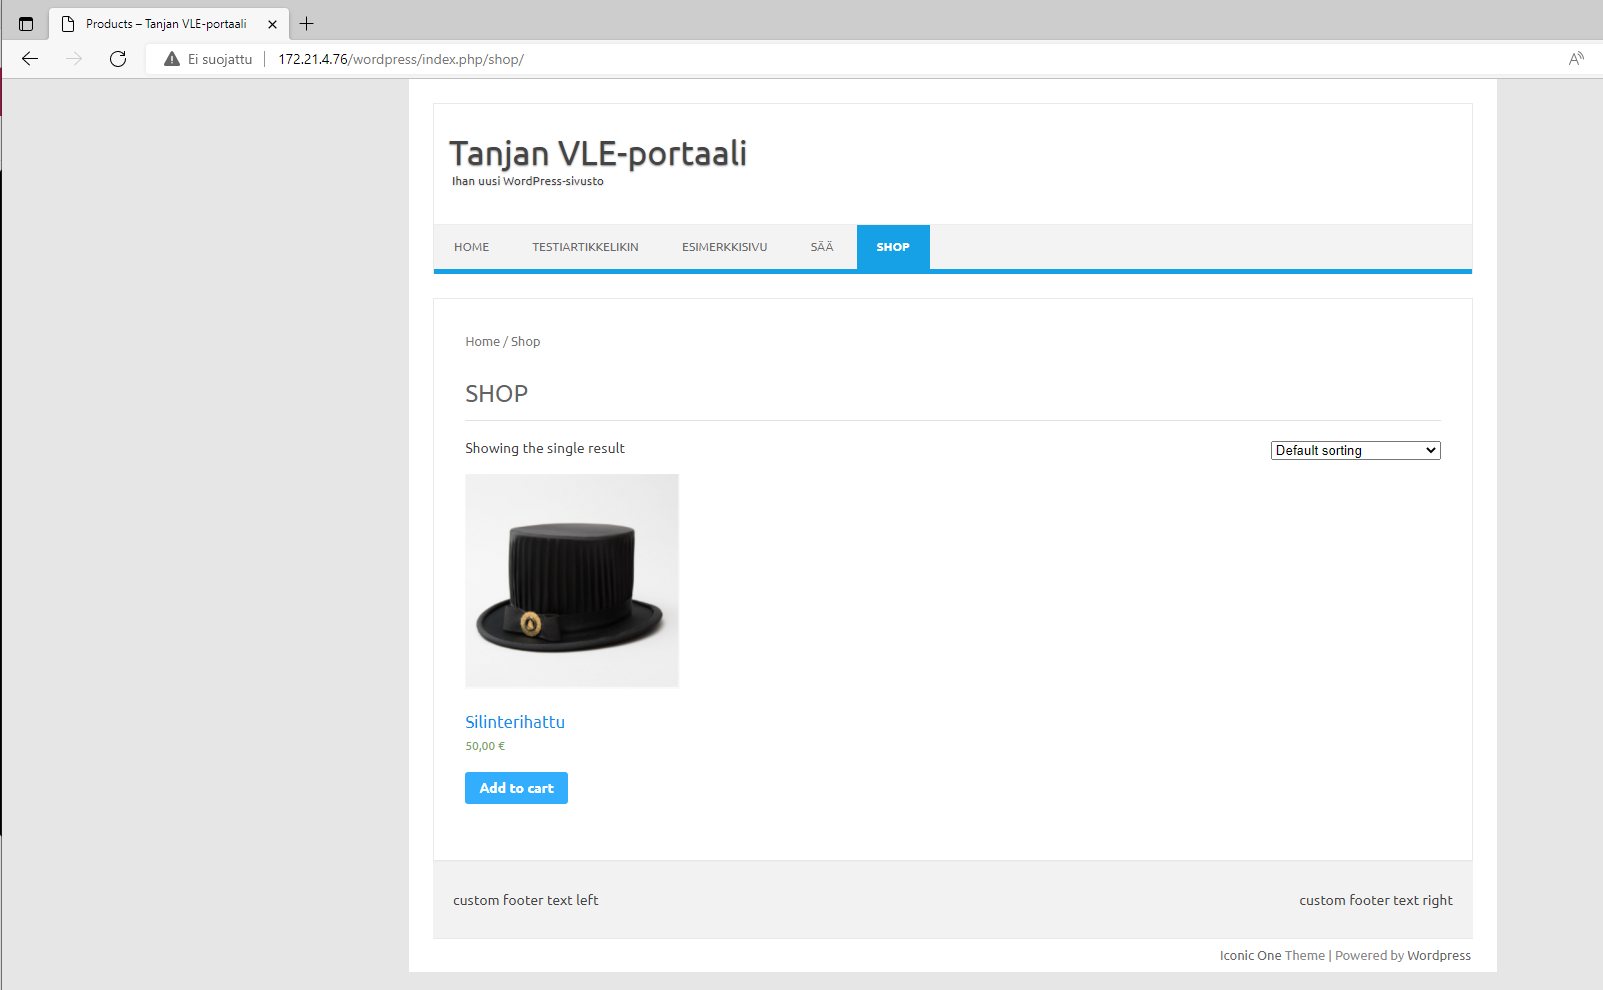 Products – Tanjan VLE-portaali
Ei suojattu
172.21.4.76/wordpress/index.php/shop/
Tanjan VLE-portaali
Ihan uusi WordPress-sivusto
HOME TESTIARTIKKELIKIN ESIMERKKISIVU SÄÄ SHOP
Home / Shop
SHOP
Showing the single result
Default sorting
Silinterihattu
50,00 €
Add to cart
custom footer text left
custom footer text right
Iconic One Theme | Powered by Wordpress